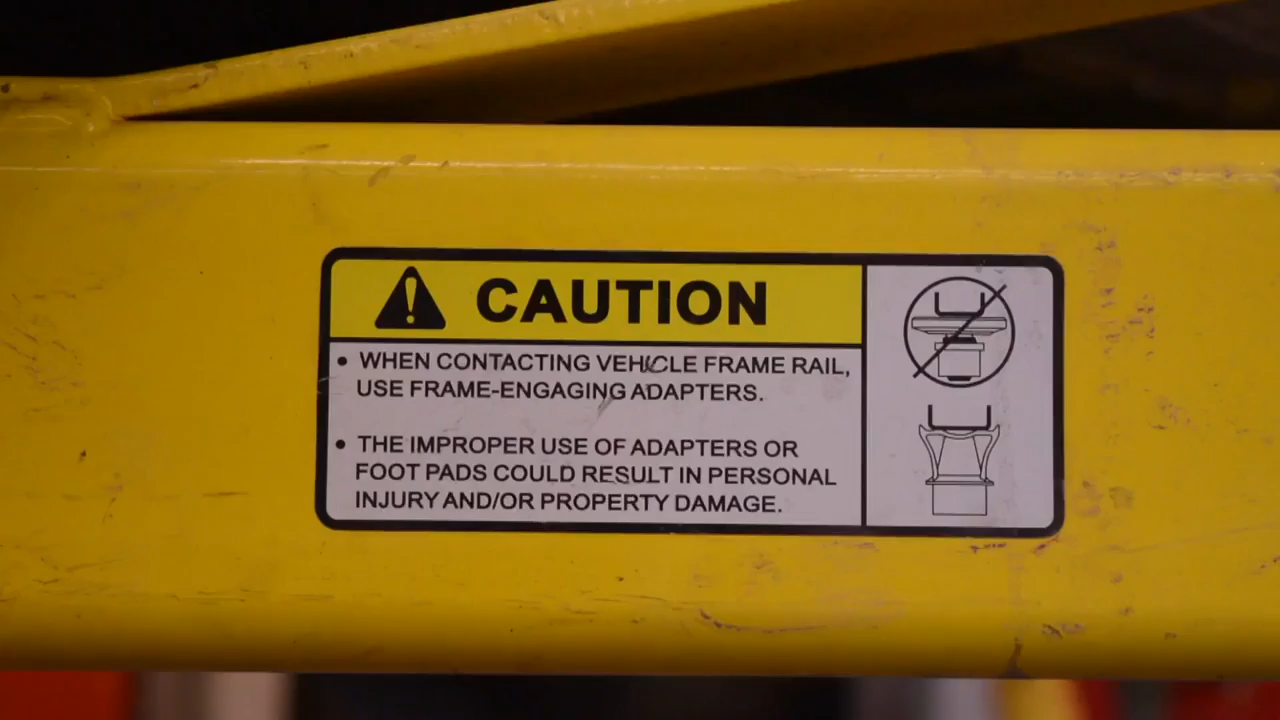 CAUTION
• WHEN CONTACTING VEHICLE FRAME RAIL,
USE FRAME-ENGAGING ADAPTERS.
• THE IMPROPER USE OF ADAPTERS OR
FOOT PADS COULD RESULT IN PERSONAL
INJURY AND/OR PROPERTY DAMAGE.